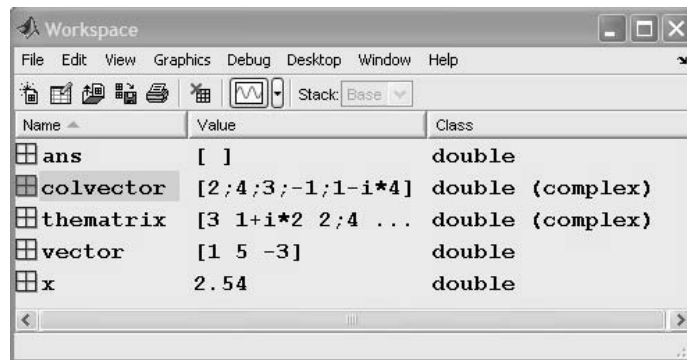 Workspace
File Edit View Graphics Debug Desktop Window Help
Stack: Base
Name Value Class
ans [ ] double
colvector [2;4;3;-1;1-i*4] double (complex)
thematrix [3 1+i*2 2;4 ... double (complex)
vector [1 5 -3] double
x 2.54 double